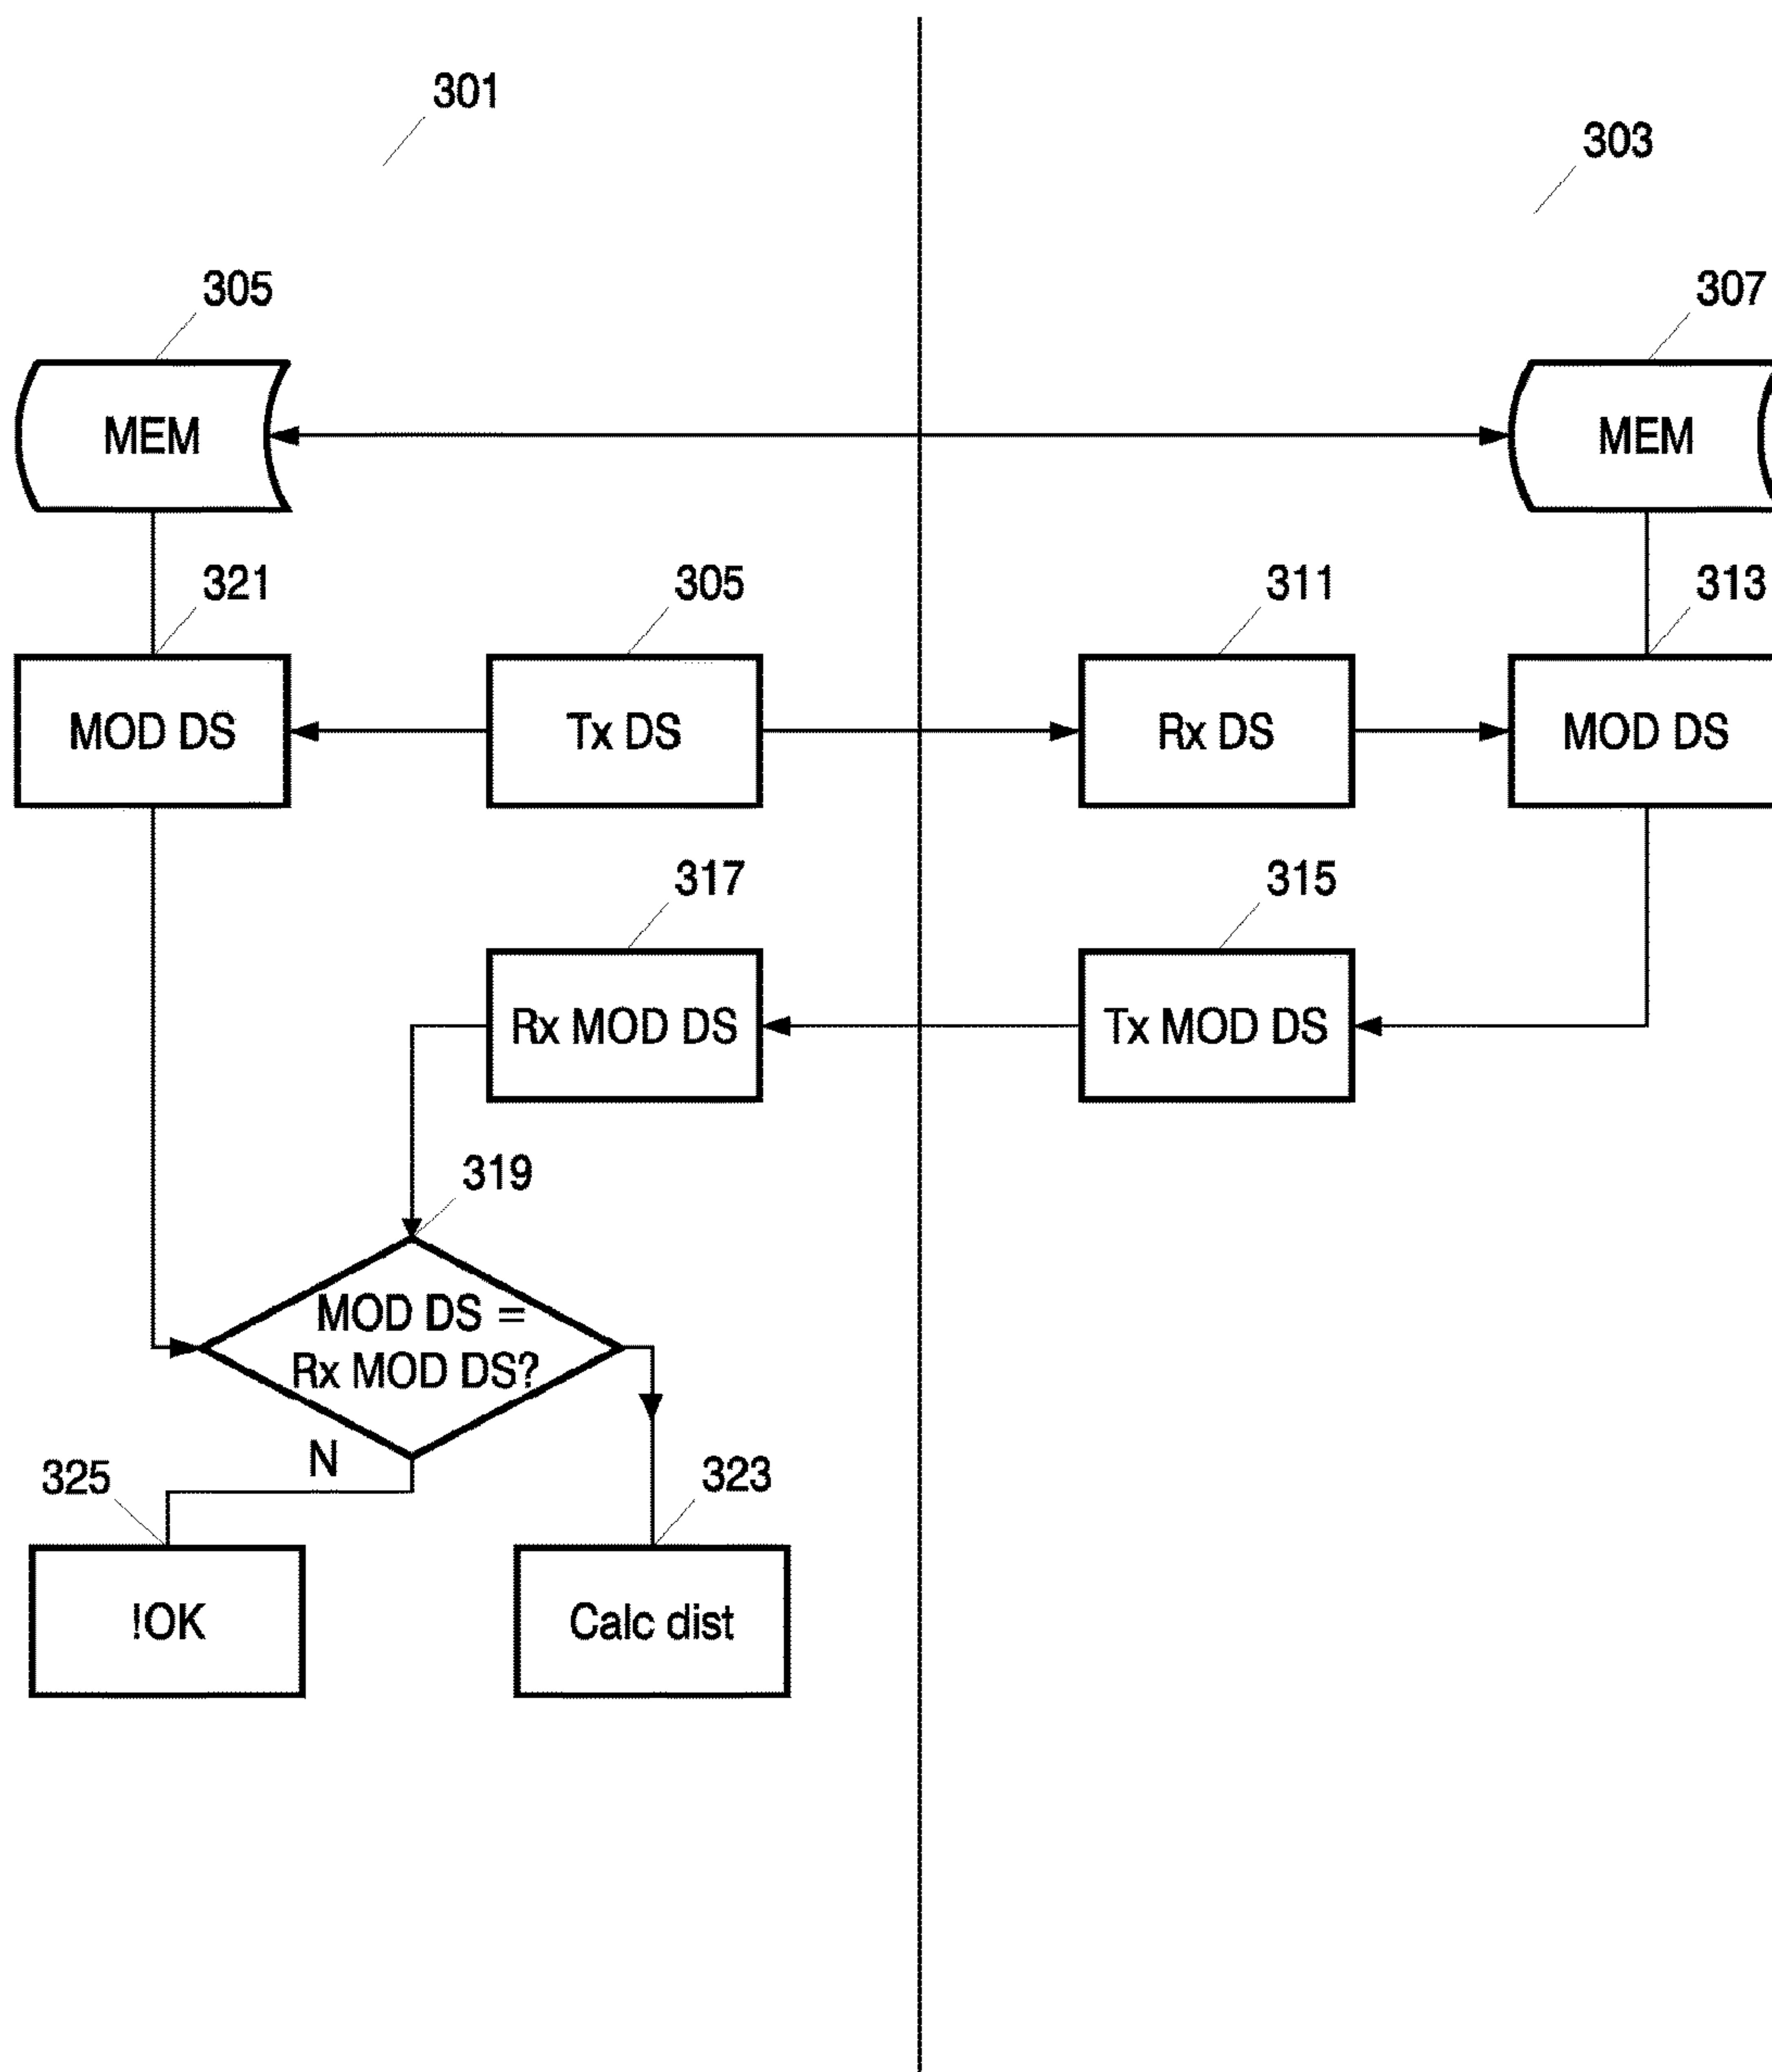 301
303
305
307
MEM
MEM
321
305
311
313
MOD DS
Tx DS
Rx DS
MOD DS
317
315
Rx MOD DS
Tx MOD DS
319
MOD DS =
Rx MOD DS?
N
325
323
!OK
Calc dist